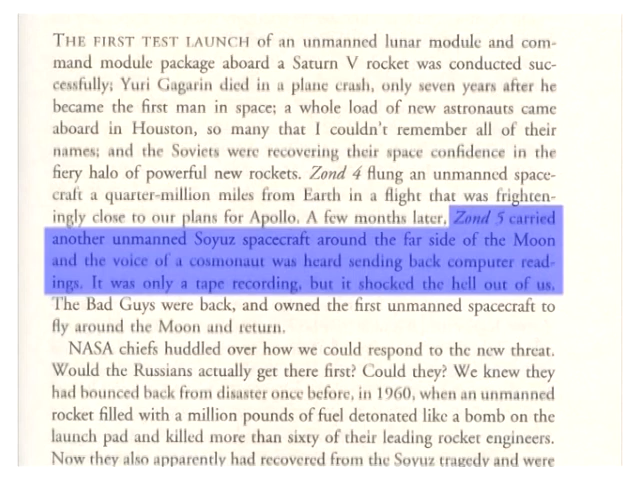 THE FIRST TEST LAUNCH of an unmanned lunar module and com-
mand module package aboard a Saturn V rocket was conducted suc-
cessfully; Yuri Gagarin died in a plane crash, only seven years after he
became the first man in space; a whole load of new astronauts came
aboard in Houston, so many that I couldn't remember all of their
names; and the Soviets were recovering their space confidence in the
fiery halo of powerful new rockets. Zond 4 flung an unmanned space-
craft a quarter-million miles from Earth in a flight that was frighten-
ingly close to our plans for Apollo. A few months later, Zond 5 carried
another unmanned Soyuz spacecraft around the far side of the Moon
and the voice of a cosmonaut was heard sending back computer read-
ings. It was only a tape recording, but it shocked the hell out of us.
The Bad Guys were back, and owned the first unmanned spacecraft to
fly around the Moon and return.
NASA chiefs huddled over how we could respond to the new threat.
Would the Russians actually get there first? Could they? We knew they
had bounced back from disaster once before, in 1960, when an unmanned
rocket filled with a million pounds of fuel detonated like a bomb on the
launch pad and killed more than sixty of their leading rocket engineers.
Now they also apparently had recovered from the Soyuz tragedy and were